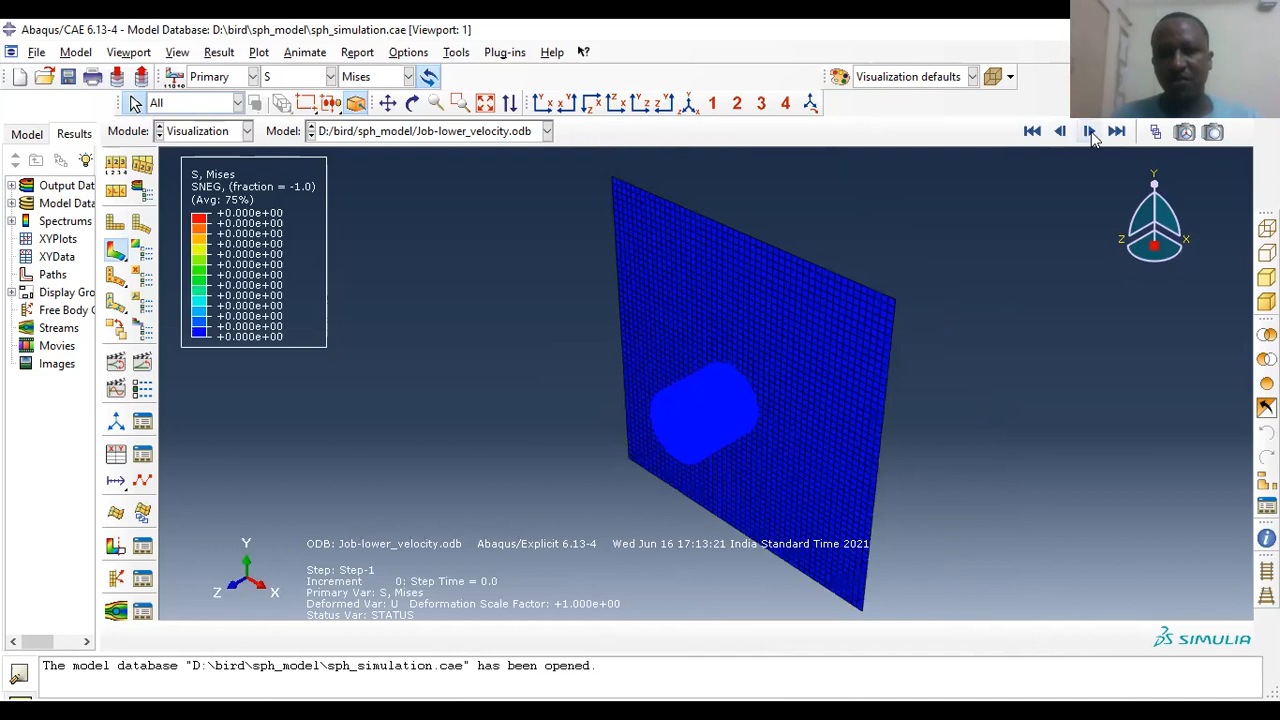 Abaqus/CAE 6.13-4 - Model Database: D:\bird\sph_model\sph_simulation.cae [Viewport: 1]
File Model Viewport View Result Plot Animate Report Options Tools Plug-ins Help
Primary S Mises Visualization defaults
All 1 2 3 4
Model Results Module: Visualization Model: D:/bird/sph_model/Job-lower_velocity.odb
Output Dat
Model Data
Spectrums
XYPlots
XYData
Paths
Display Gro
Free Body C
Streams
Movies
Images
S, Mises
SNEG, (fraction = -1.0)
(Avg: 75%)
+0.000e+00
+0.000e+00
+0.000e+00
+0.000e+00
+0.000e+00
+0.000e+00
+0.000e+00
+0.000e+00
+0.000e+00
+0.000e+00
+0.000e+00
+0.000e+00
+0.000e+00
Y
Z X
Y
Z X
ODB: Job-lower_velocity.odb Abaqus/Explicit 6.13-4 Wed Jun 16 17:13:21 India Standard Time 2021
Step: Step-1
Increment 0: Step Time = 0.0
Primary Var: S, Mises
Deformed Var: U Deformation Scale Factor: +1.000e+00
Status Var: STATUS
SIMULIA
The model database "D:\bird\sph_model\sph_simulation.cae" has been opened.